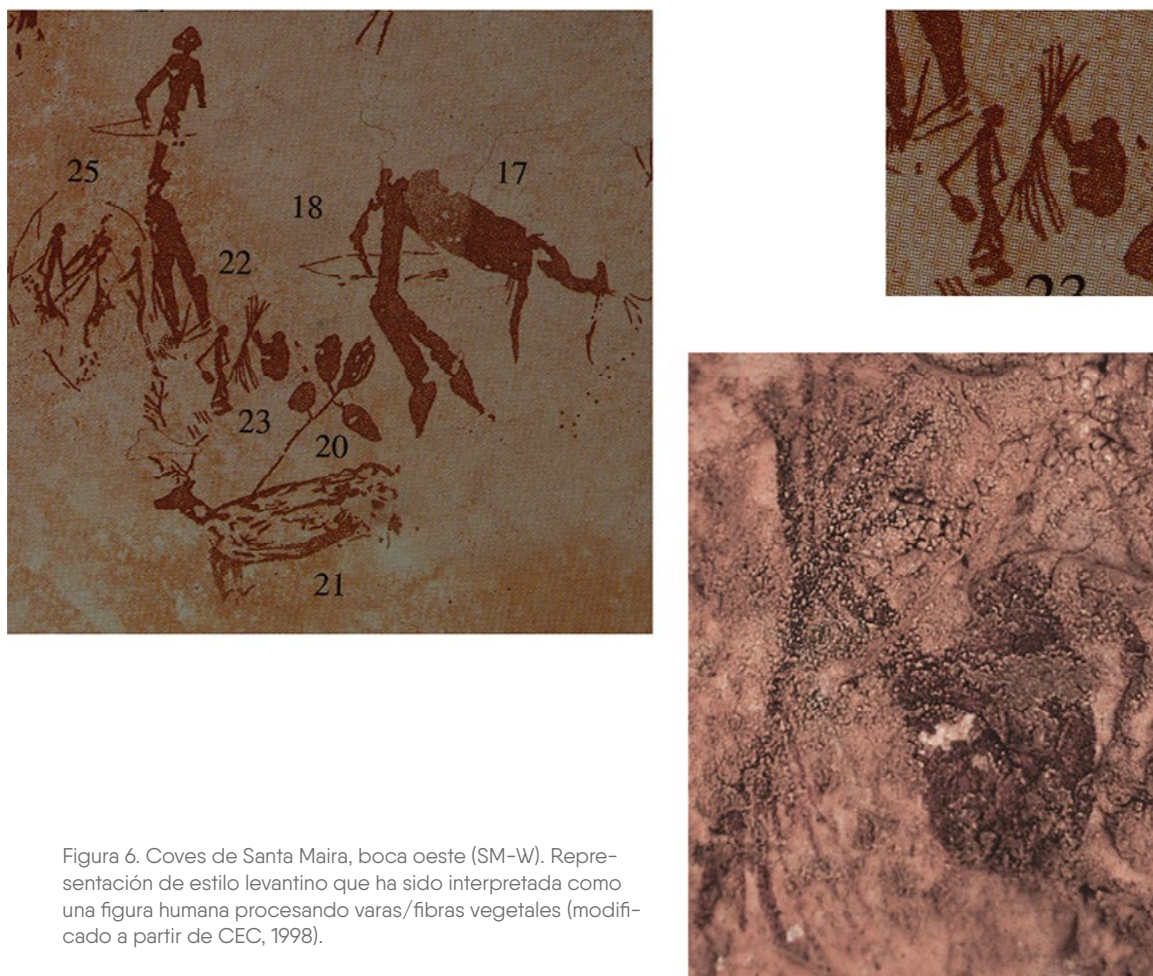 25
18
17
22
23
20
21
23
Figura 6. Coves de Santa Maira, boca oeste (SM-W). Repre-
sentación de estilo levantino que ha sido interpretada como
una figura humana procesando varas/fibras vegetales (modifi-
cado a partir de CEC, 1998).